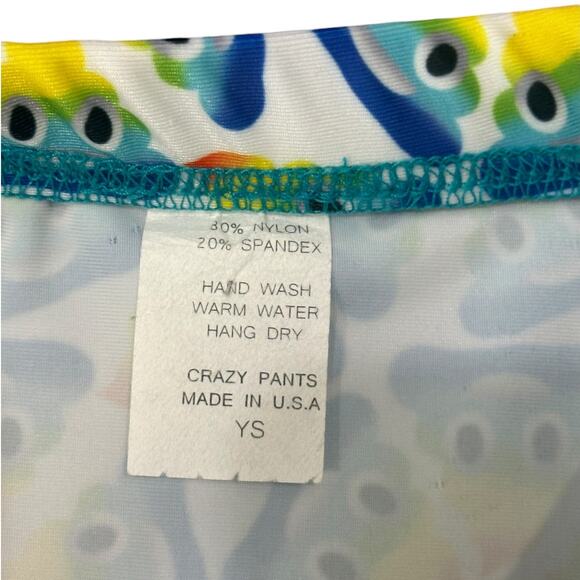 80% NYLON
20% SPANDEX
HAND WASH
WARM WATER
HANG DRY
CRAZY PANTS
MADE IN U.S.A
YS